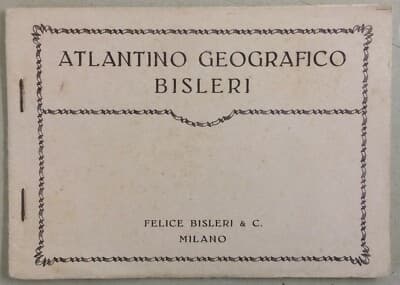 ATLANTINO GEOGRAFICO
BISLERI
FELICE BISLERI & C.
MILANO